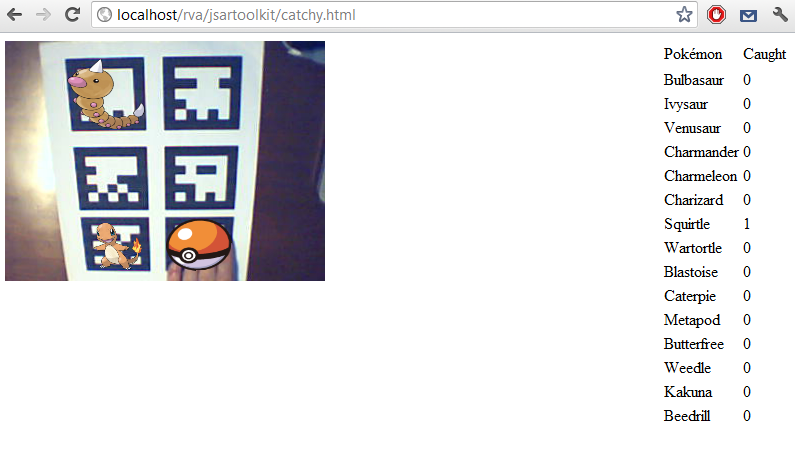 localhost/rva/jsartoolkit/catchy.html
Pokémon Caught
Bulbasaur 0
Ivysaur 0
Venusaur 0
Charmander 0
Charmeleon 0
Charizard 0
Squirtle 1
Wartortle 0
Blastoise 0
Caterpie 0
Metapod 0
Butterfree 0
Weedle 0
Kakuna 0
Beedrill 0